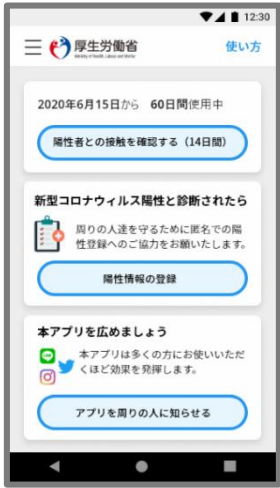 12:30
厚生労働省
Ministry of Health, Labour and Welfare
使い方
2020年6月15日から 60日間使用中
陽性者との接触を確認する（14日間）
新型コロナウィルス陽性と診断されたら
周りの人達を守るために匿名での陽
性登録へのご協力をお願いいたします。
陽性情報の登録
本アプリを広めましょう
本アプリは多くの方にお使いいただ
くほど効果を発揮します。
アプリを周りの人に知らせる